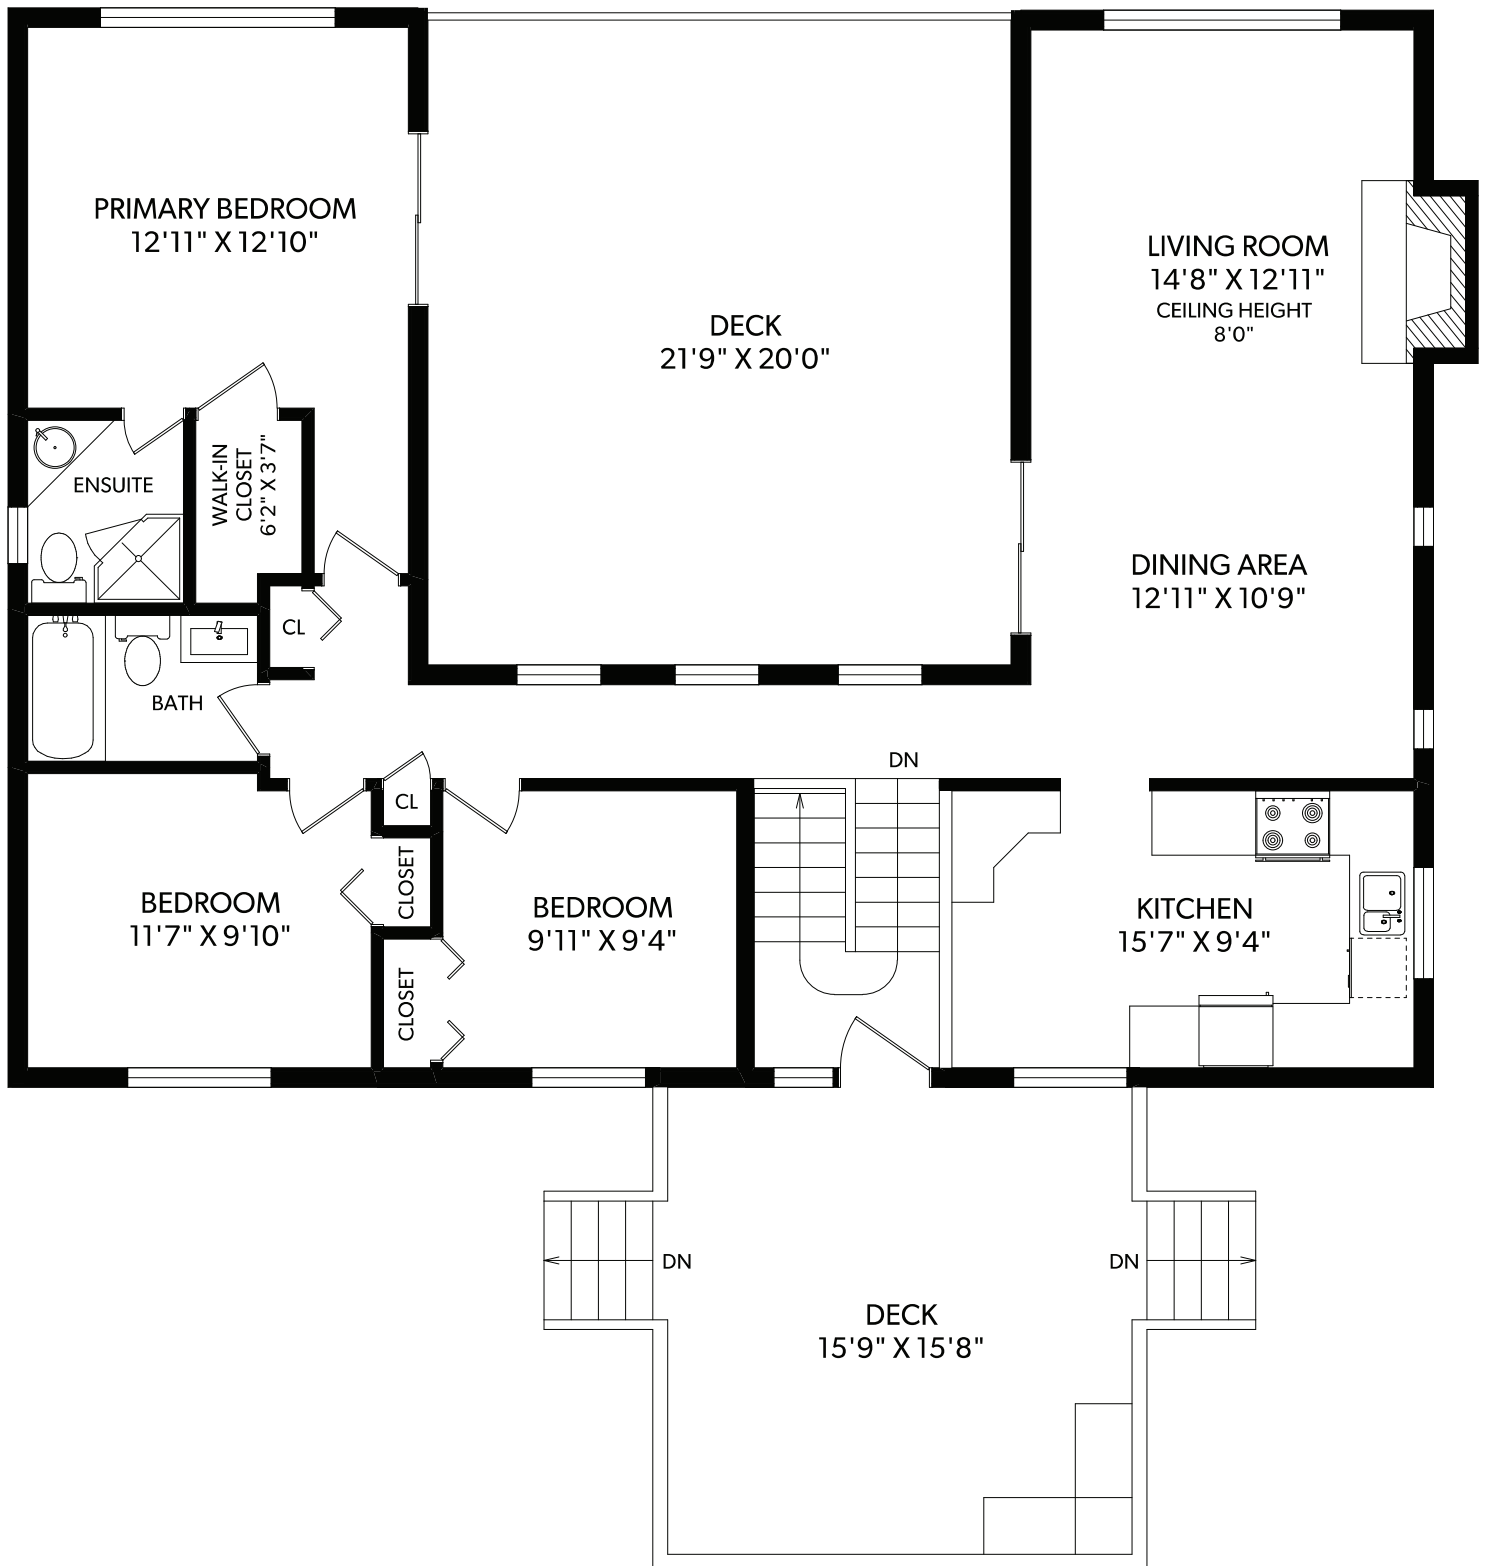 PRIMARY BEDROOM
12'11" X 12'10"
DECK
21'9" X 20'0"
LIVING ROOM
14'8" X 12'11"
CEILING HEIGHT
8'0"
ENSUITE
WALK-IN
CLOSET
6'2" X 3'7"
DINING AREA
12'11" X 10'9"
CL
BATH
DN
CL
CLOSET
BEDROOM
11'7" X 9'10"
BEDROOM
9'11" X 9'4"
KITCHEN
15'7" X 9'4"
CLOSET
DN
DN
DECK
15'9" X 15'8"